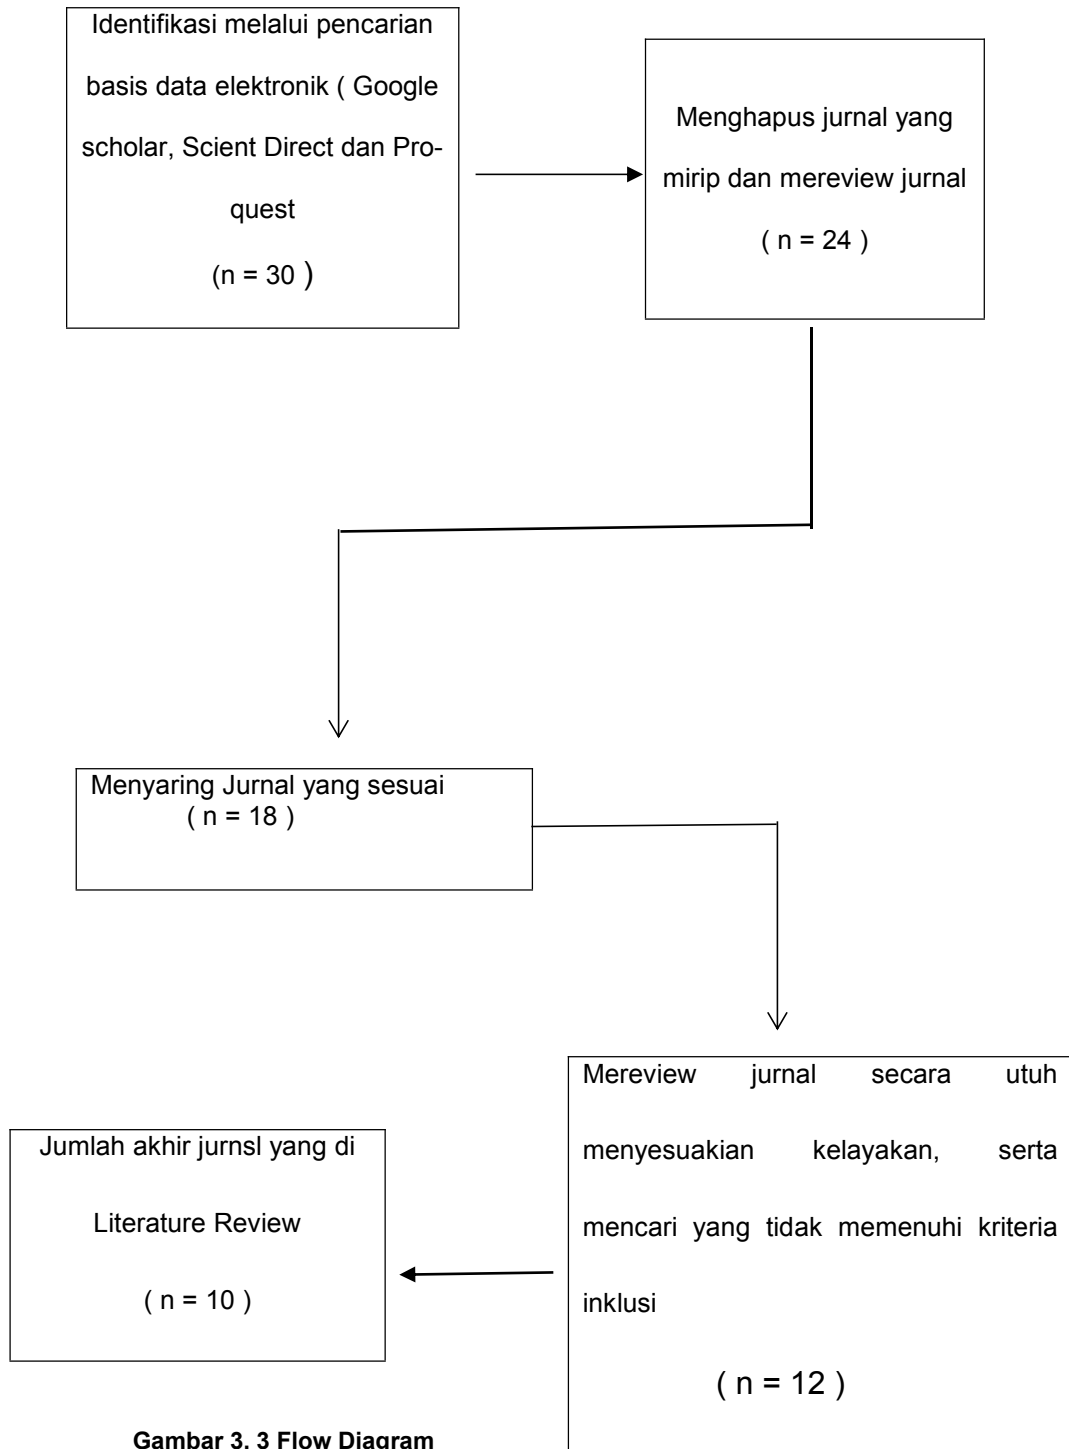 Identifikasi melalui pencarian
basis data elektronik ( Google
scholar, Scient Direct dan Pro-
quest
(n = 30 )
Menghapus jurnal yang
mirip dan mereview jurnal
( n = 24 )
Menyaring Jurnal yang sesuai
( n = 18 )
Mereview jurnal secara utuh
menyesuakian kelayakan, serta
mencari yang tidak memenuhi kriteria
inklusi
( n = 12 )
Jumlah akhir jurnsl yang di
Literature Review
( n = 10 )
Gambar 3. 3 Flow Diagram